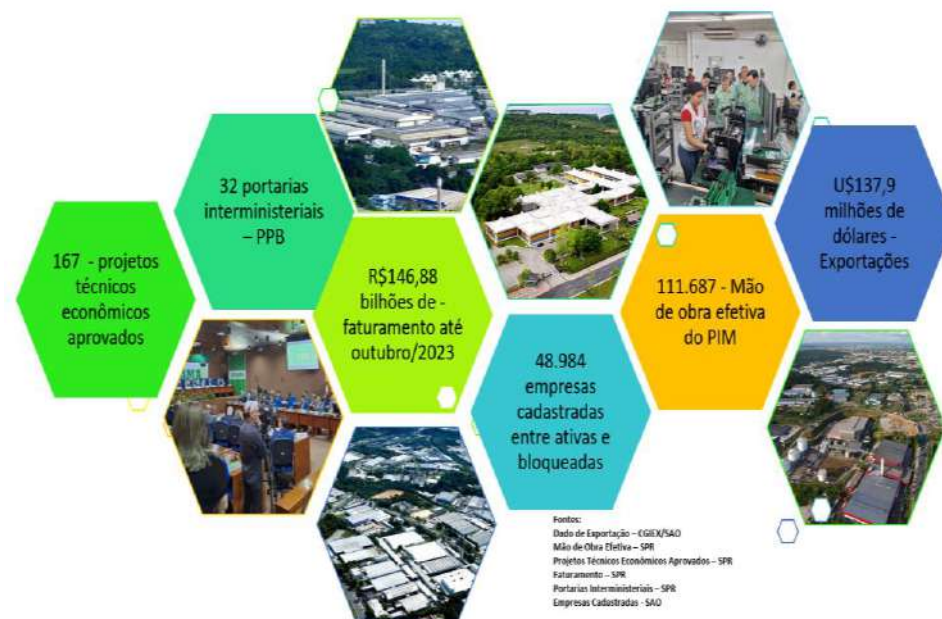 167 - projetos
técnicos
econômicos
aprovados
32 portarias
interministeriais
– PPB
R$146,88
bilhões de -
faturamento até
outubro/2023
48.984
empresas
cadastradas
entre ativas e
bloqueadas
111.687 - Mão
de obra efetiva
do PIM
U$137,9
milhões de
dólares -
Exportações
Fontes:
Dado de Exportação – CGIEX/SAO
Mão de Obra Efetiva – SPR
Projetos Técnicos Econômicos Aprovados – SPR
Faturamento – SPR
Portarias Interministeriais – SPR
Empresas Cadastradas - SAO